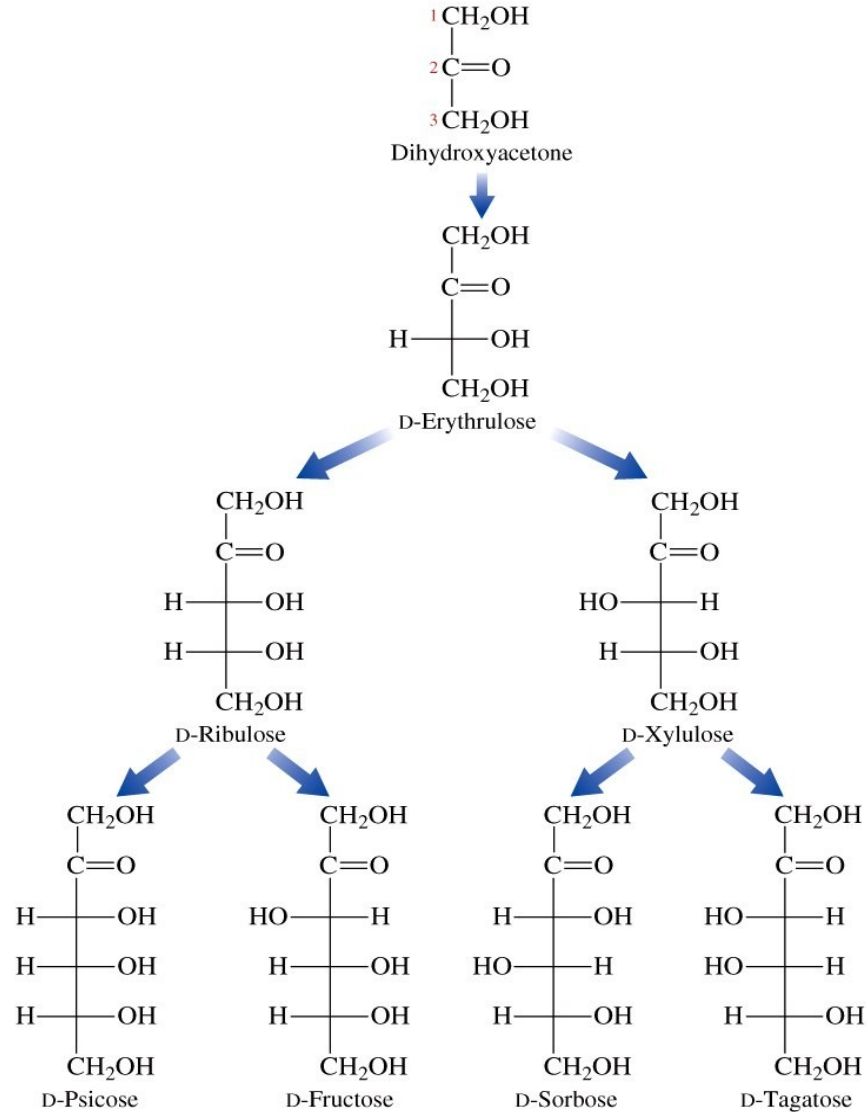 1 CH₂OH
2 C=O
3 CH₂OH
Dihydroxyacetone
CH₂OH
C=O
H OH
CH₂OH
D-Erythrulose
CH₂OH
C=O
H OH
H OH
CH₂OH
D-Ribulose
CH₂OH
C=O
HO H
H OH
CH₂OH
D-Xylulose
CH₂OH
C=O
H OH
H OH
H OH
CH₂OH
D-Psicose
CH₂OH
C=O
HO H
H OH
H OH
CH₂OH
D-Fructose
CH₂OH
C=O
H OH
HO H
H OH
CH₂OH
D-Sorbose
CH₂OH
C=O
HO H
HO H
H OH
CH₂OH
D-Tagatose